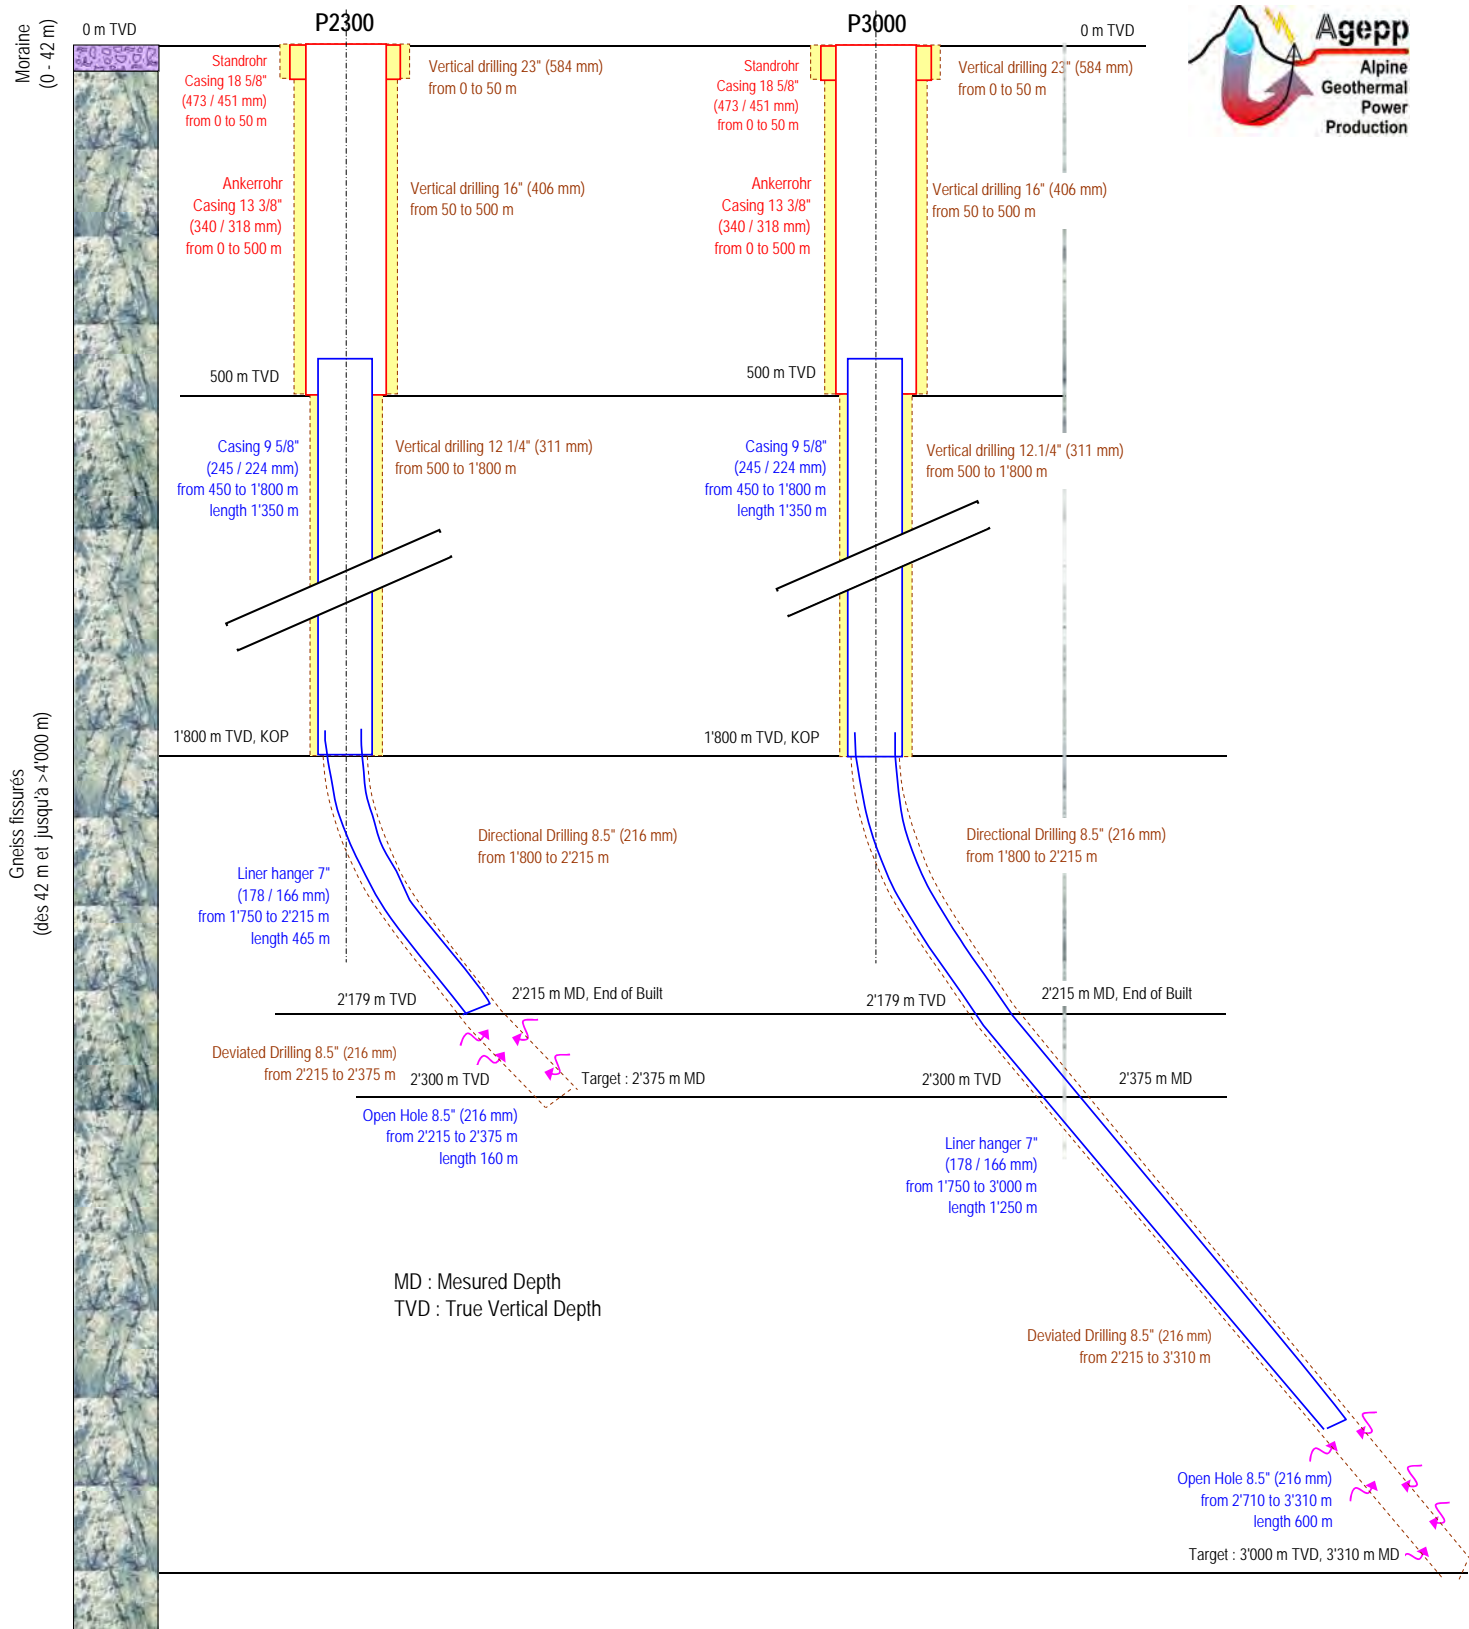 P2300
P3000
0 m TVD
0 m TVD
Agepp
Alpine
Geothermal
Power
Production
Moraine
(0 - 42 m)
Standrohr
Casing 18 5/8"
(473 / 451 mm)
from 0 to 50 m
Vertical drilling 23" (584 mm)
from 0 to 50 m
Standrohr
Casing 18 5/8"
(473 / 451 mm)
from 0 to 50 m
Vertical drilling 23" (584 mm)
from 0 to 50 m
Ankerrohr
Casing 13 3/8"
(340 / 318 mm)
from 0 to 500 m
Vertical drilling 16" (406 mm)
from 50 to 500 m
Ankerrohr
Casing 13 3/8"
(340 / 318 mm)
from 0 to 500 m
Vertical drilling 16" (406 mm)
from 50 to 500 m
500 m TVD
500 m TVD
Casing 9 5/8"
(245 / 224 mm)
from 450 to 1'800 m
length 1'350 m
Vertical drilling 12 1/4" (311 mm)
from 500 to 1'800 m
Casing 9 5/8"
(245 / 224 mm)
from 450 to 1'800 m
length 1'350 m
Vertical drilling 12.1/4" (311 mm)
from 500 to 1'800 m
1'800 m TVD, KOP
1'800 m TVD, KOP
Gneiss fissurés
(dès 42 m et jusqu'à >4'000 m)
Directional Drilling 8.5" (216 mm)
from 1'800 to 2'215 m
Directional Drilling 8.5" (216 mm)
from 1'800 to 2'215 m
Liner hanger 7"
(178 / 166 mm)
from 1'750 to 2'215 m
length 465 m
2'179 m TVD
2'215 m MD, End of Built
2'179 m TVD
2'215 m MD, End of Built
Deviated Drilling 8.5" (216 mm)
from 2'215 to 2'375 m
2'300 m TVD
Target : 2'375 m MD
2'300 m TVD
2'375 m MD
Open Hole 8.5" (216 mm)
from 2'215 to 2'375 m
length 160 m
Liner hanger 7"
(178 / 166 mm)
from 1'750 to 3'000 m
length 1'250 m
MD : Mesured Depth
TVD : True Vertical Depth
Deviated Drilling 8.5" (216 mm)
from 2'215 to 3'310 m
Open Hole 8.5" (216 mm)
from 2'710 to 3'310 m
length 600 m
Target : 3'000 m TVD, 3'310 m MD